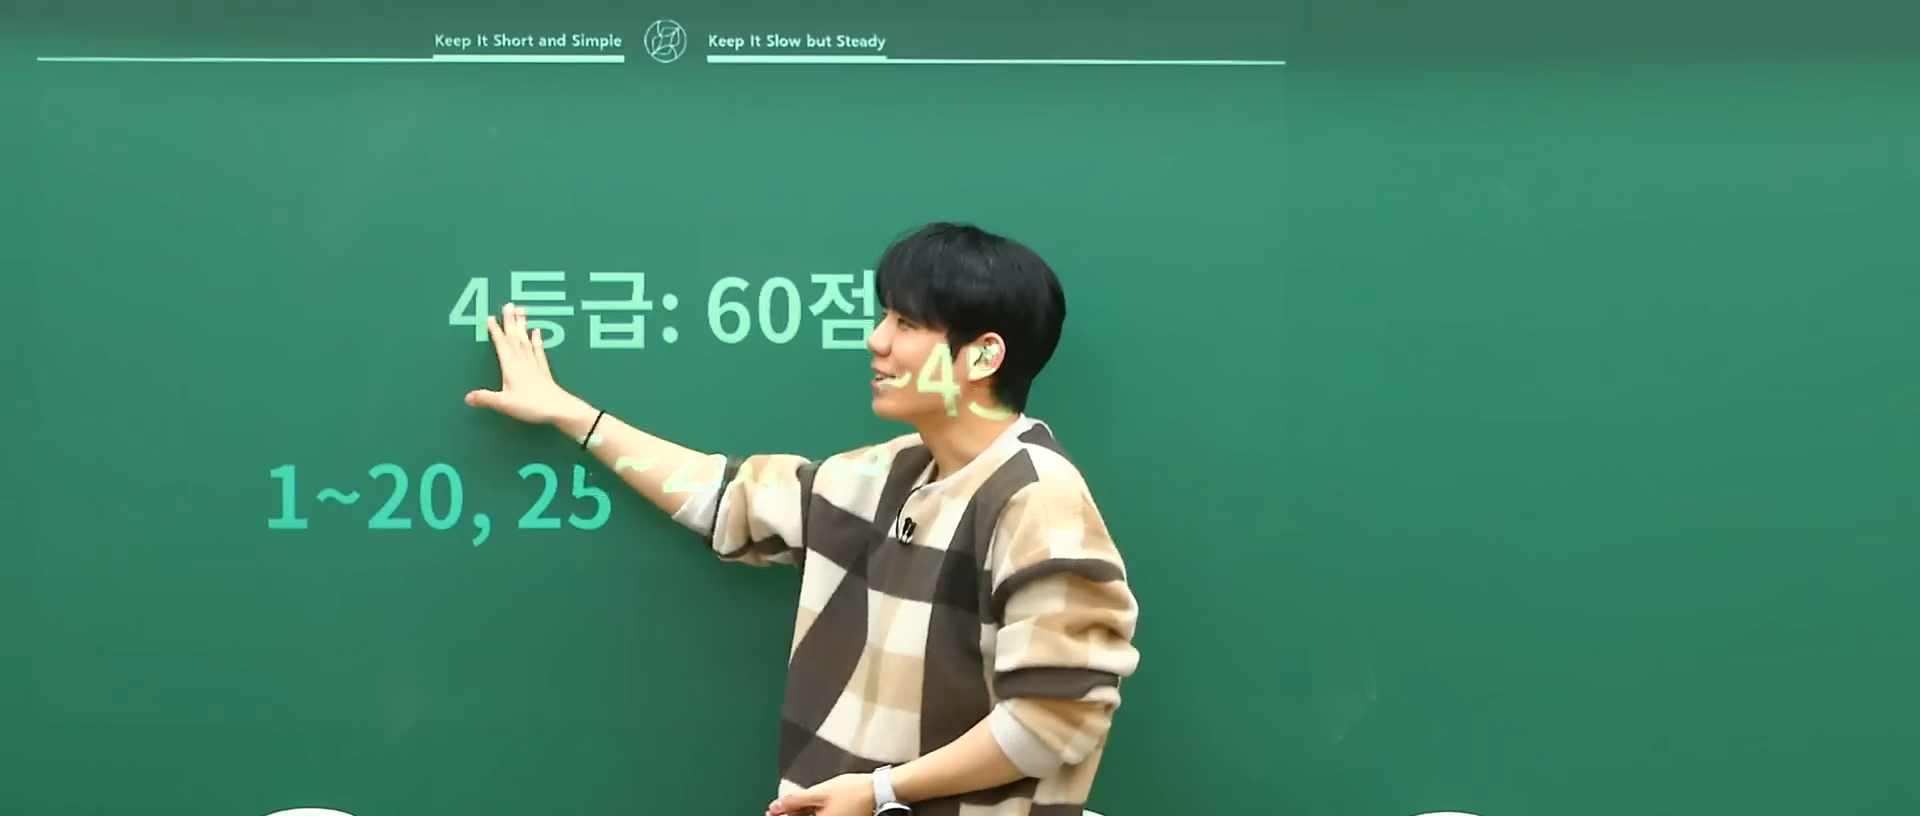 Keep It Short and Simple
Keep It Slow but Steady
4등급: 60점
1~20, 25